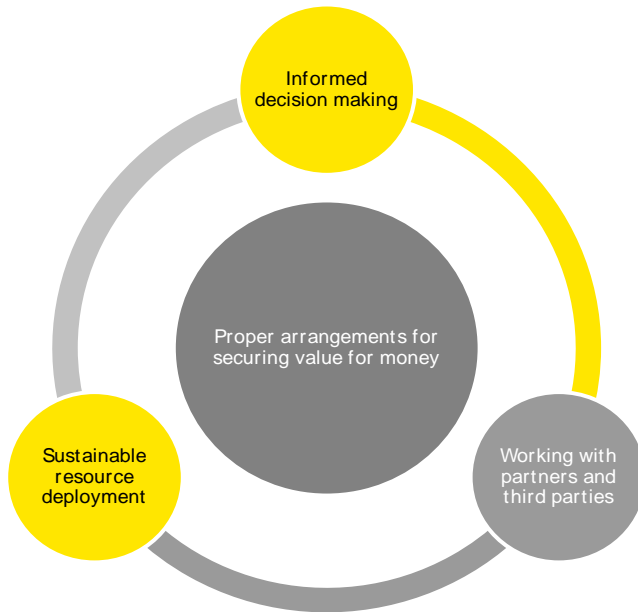 Informed
decision making
Proper arrangements for
securing value for money
Sustainable
resource
deployment
Working with
partners and
third parties